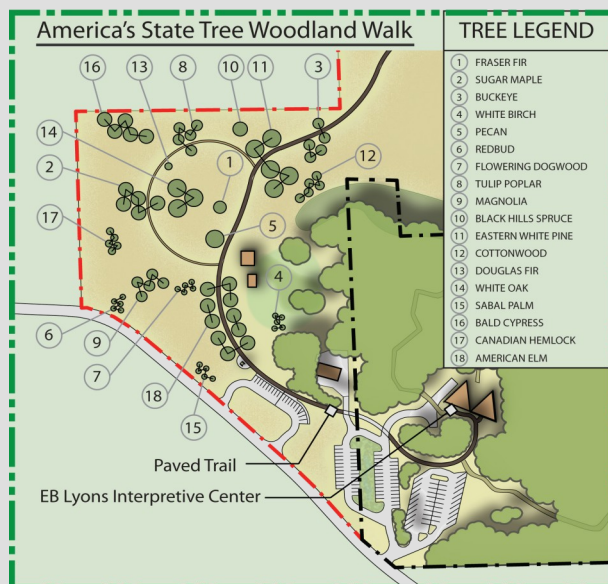 America's State Tree Woodland Walk
TREE LEGEND
1 FRASER FIR
2 SUGAR MAPLE
3 BUCKEYE
4 WHITE BIRCH
5 PECAN
6 REDBUD
7 FLOWERING DOGWOOD
8 TULIP POPLAR
9 MAGNOLIA
10 BLACK HILLS SPRUCE
11 EASTERN WHITE PINE
12 COTTONWOOD
13 DOUGLAS FIR
14 WHITE OAK
15 SABAL PALM
16 BALD CYPRESS
17 CANADIAN HEMLOCK
18 AMERICAN ELM
16
13
8
10
11
3
14
2
1
12
17
5
4
6
9
7
18
15
Paved Trail
EB Lyons Interpretive Center